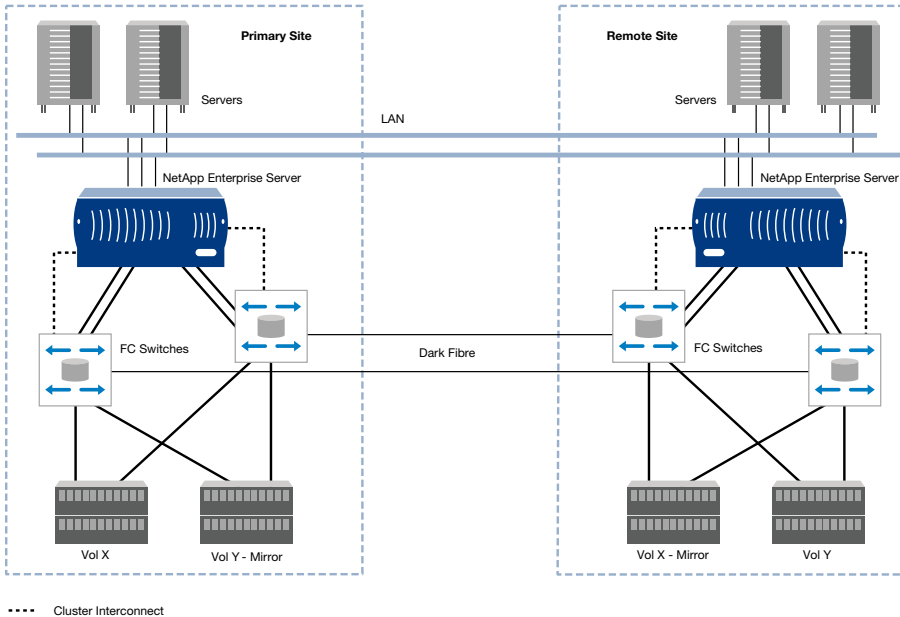 Primary Site
Remote Site
Servers
Servers
LAN
NetApp Enterprise Server
NetApp Enterprise Server
FC Switches
Dark Fibre
FC Switches
Vol X
Vol Y - Mirror
Vol X - Mirror
Vol Y
Cluster Interconnect